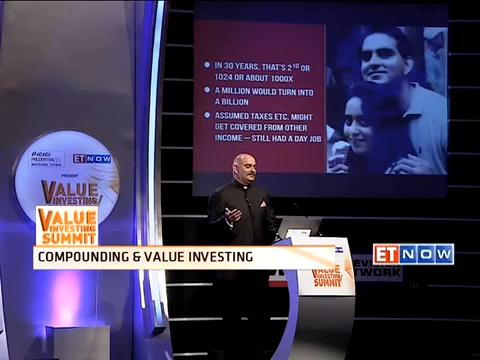 IN 30 YEARS, THAT'S 2^10 OR
1024 OR ABOUT 1000X
A MILLION WOULD TURN INTO
A BILLION
ASSUMED TAXES ETC. MIGHT
GET COVERED FROM OTHER
INCOME – STILL HAD A DAY JOB
ICICI
PRUDENTIAL
MUTUAL FUND
ET NOW
PRESENT
VALUE
INVESTING
VALUE
INVESTING
SUMMIT
COMPOUNDING & VALUE INVESTING
VALUE
INVESTING
SUMMIT
ET NOW
NETWORK